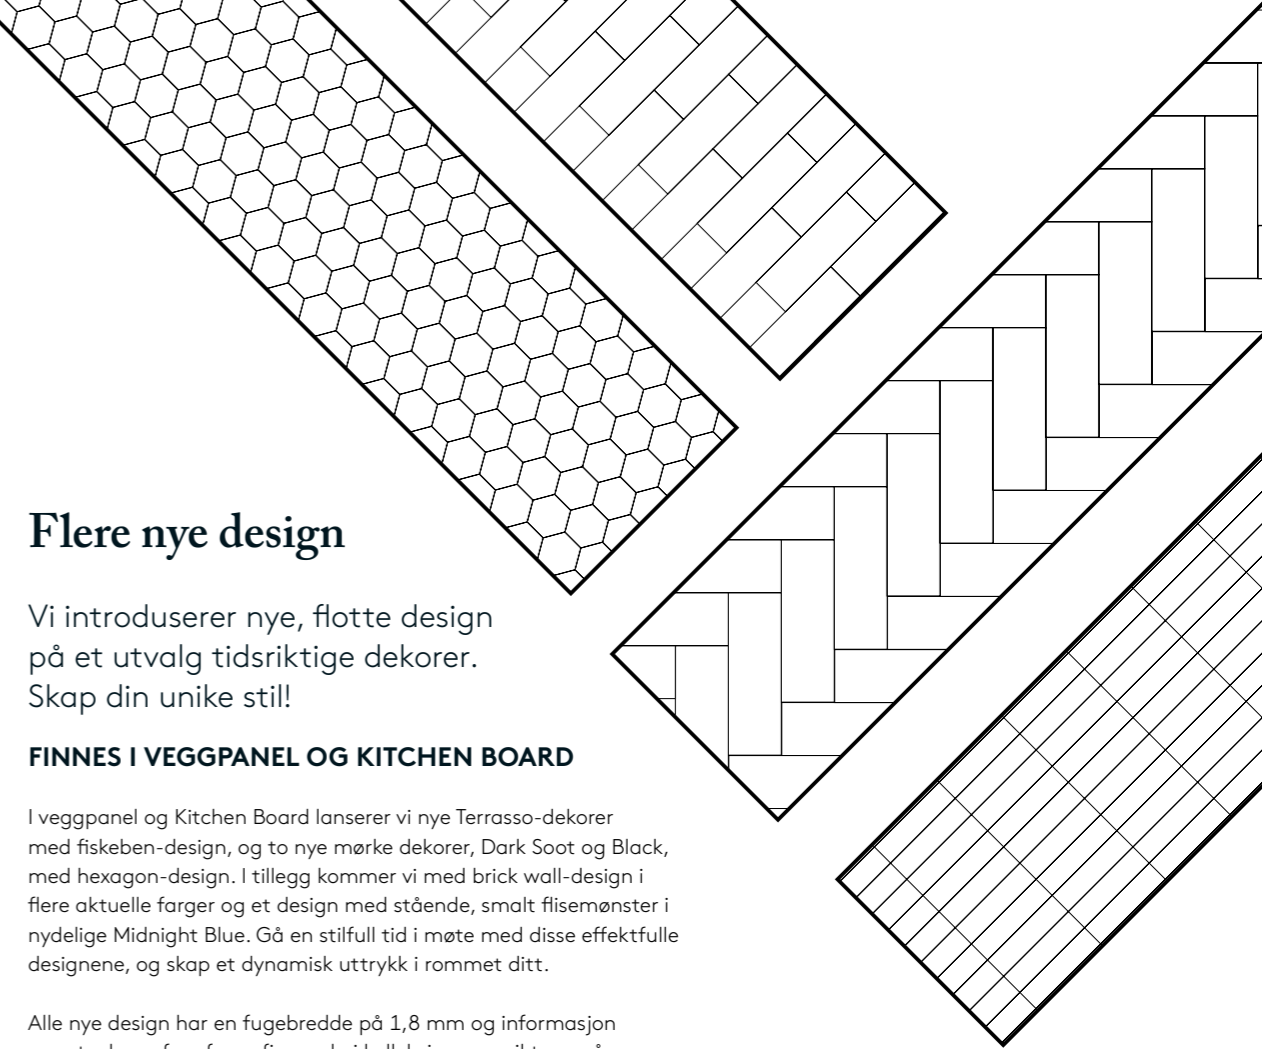 Flere nye design
Vi introduserer nye, flotte design
på et utvalg tidsriktige dekorer.
Skap din unike stil!
FINNES I VEGGPANEL OG KITCHEN BOARD
I veggpanel og Kitchen Board lanserer vi nye Terrasso-dekorer
med fiskeben-design, og to nye mørke dekorer, Dark Soot og Black,
med hexagon-design. I tillegg kommer vi med brick wall-design i
flere aktuelle farger og et design med stående, smalt flisemønster i
nydelige Midnight Blue. Gå en stilfull tid i møte med disse effektfulle
designene, og skap et dynamisk uttrykk i rommet ditt.
Alle nye design har en fugebredde på 1,8 mm og informasjon